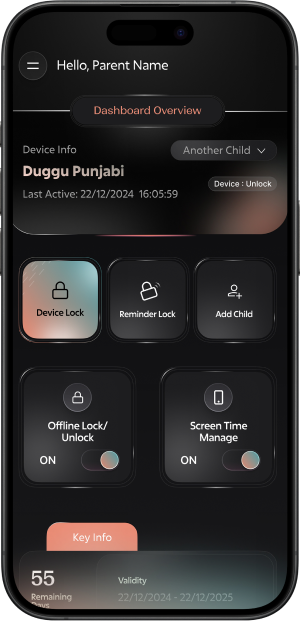 Hello, Parent Name
Dashboard Overview
Device Info
Another Child
Duggu Punjabi
Last Active: 22/12/2024 16:05:59
Device : Unlock
Device Lock
Reminder Lock
Add Child
Offline Lock/
Unlock
ON
Screen Time
Manage
ON
Key Info
55
Remaining
Days
Validity
22/12/2024 - 22/12/2025